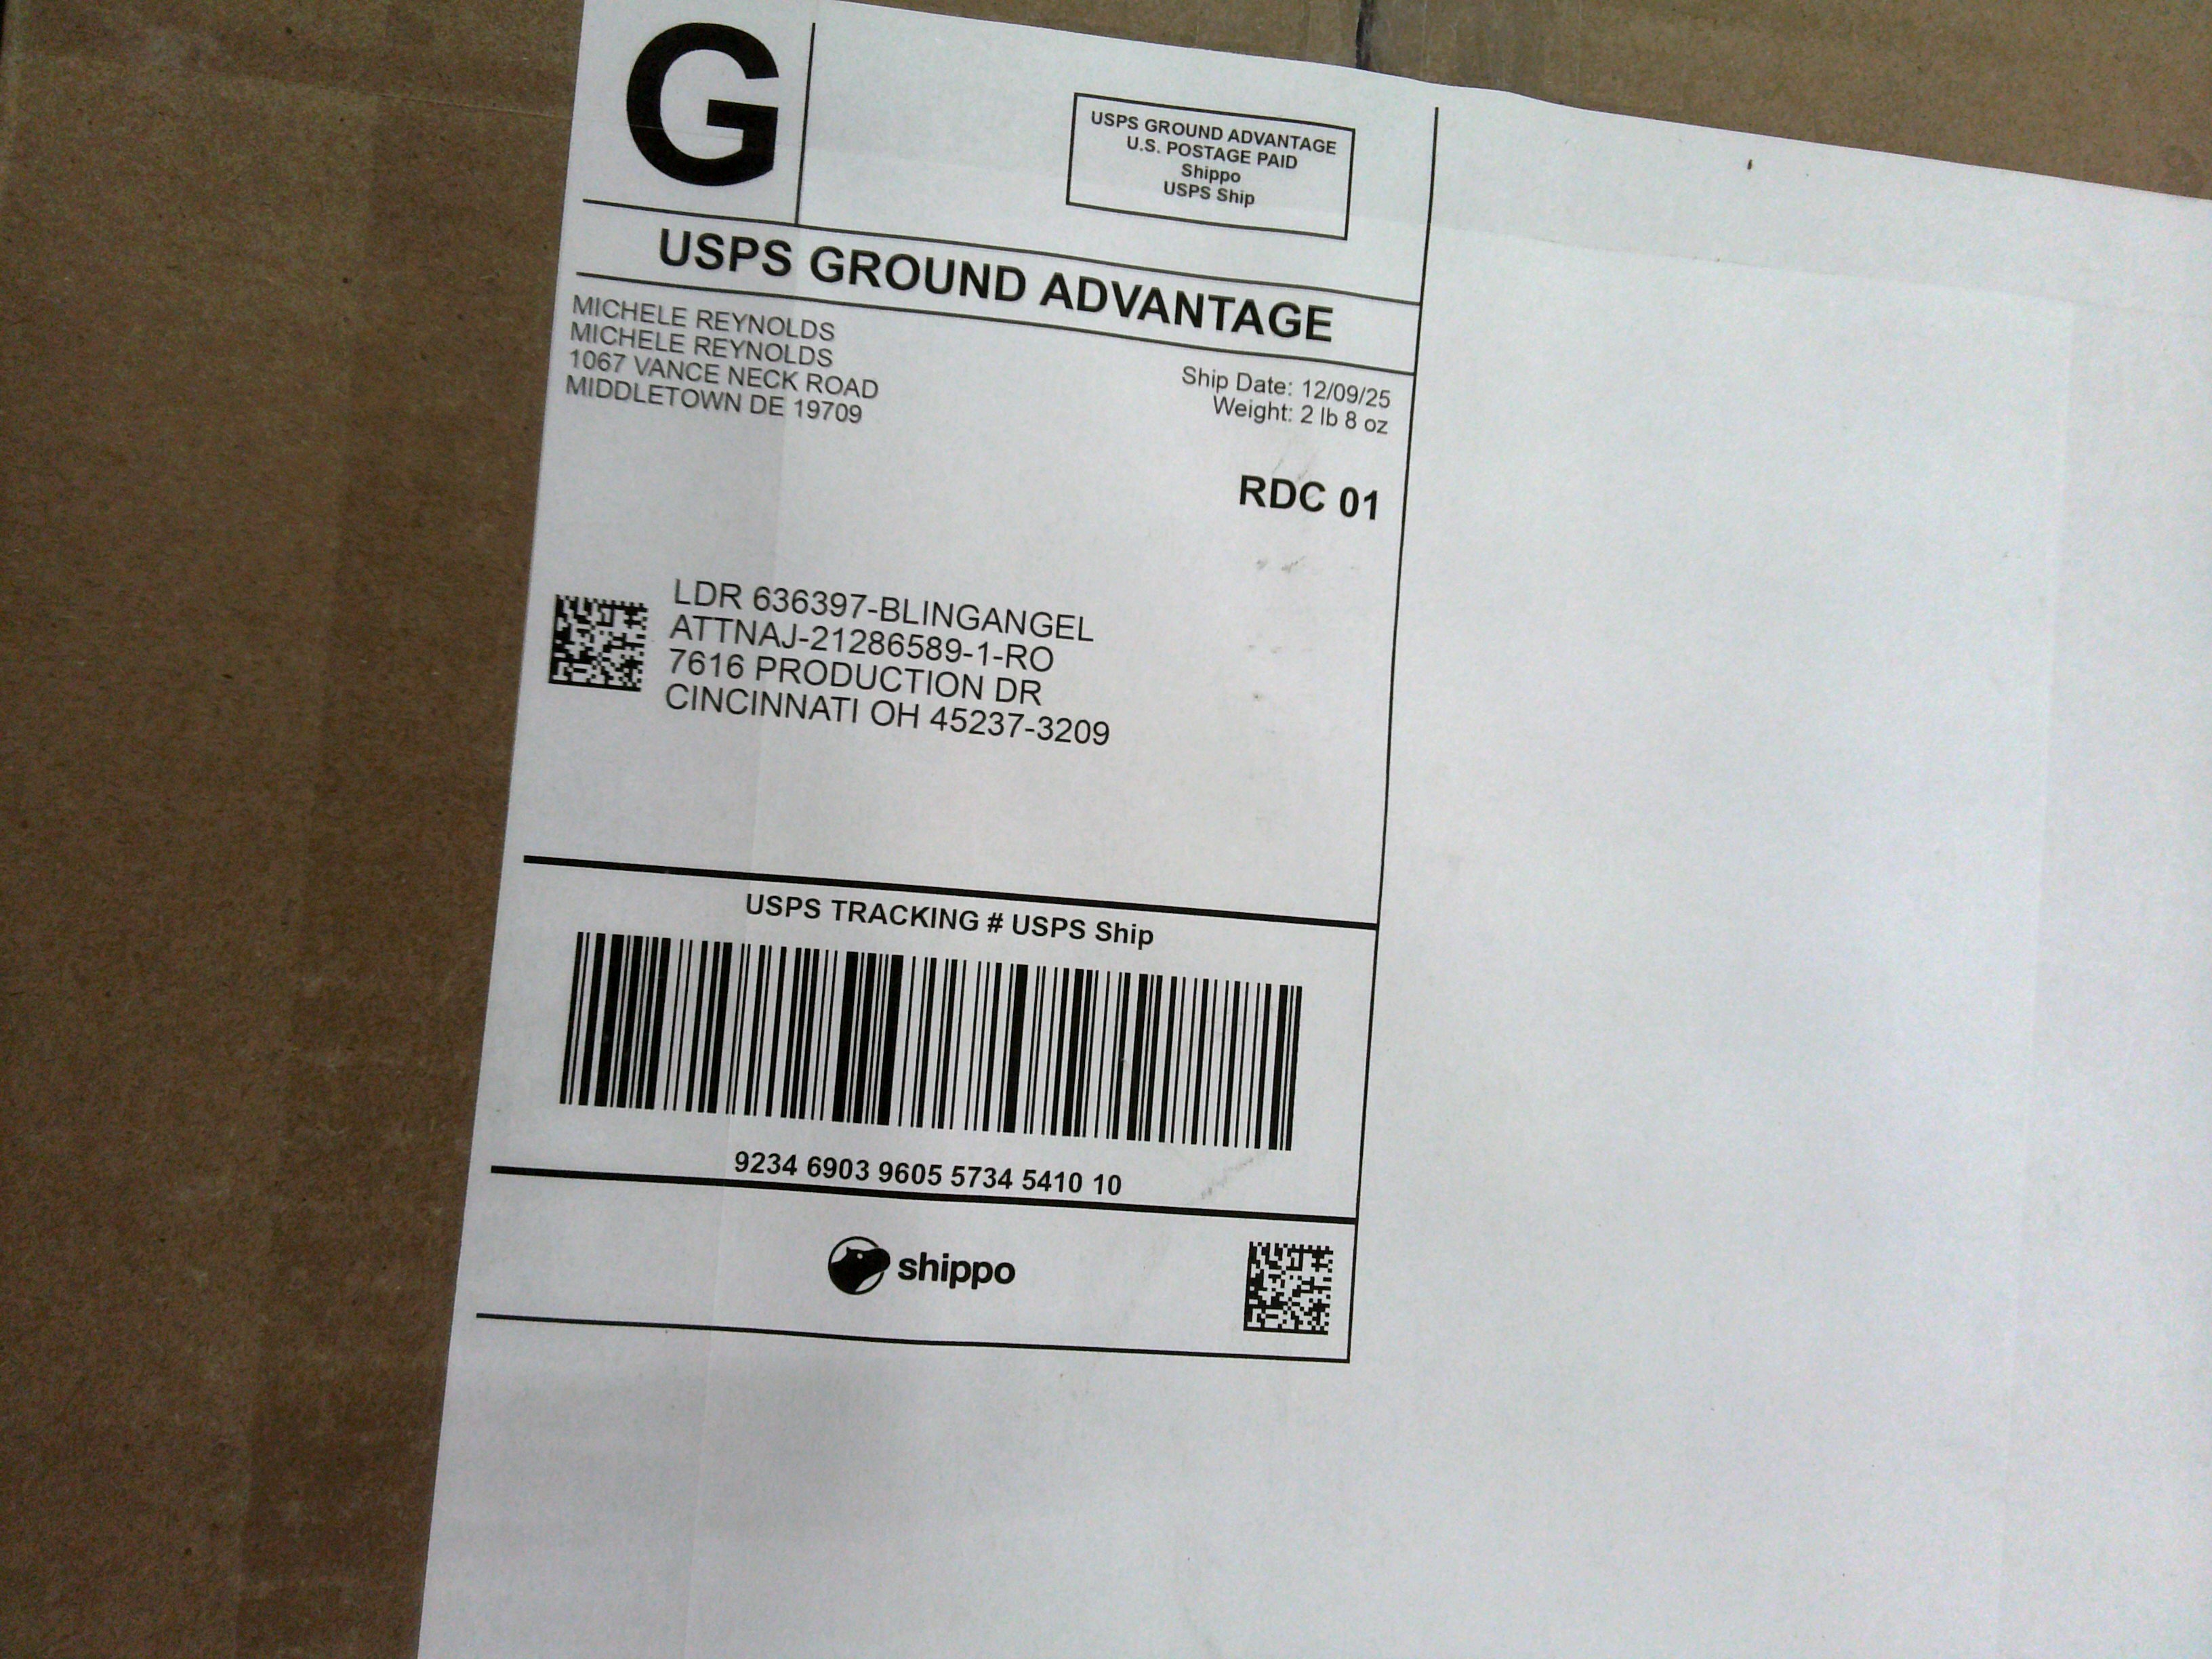 G
USPS GROUND ADVANTAGE
U.S. POSTAGE PAID
Shippo
USPS Ship
USPS GROUND ADVANTAGE
MICHELE REYNOLDS
MICHELE REYNOLDS
1067 VANCE NECK ROAD
MIDDLETOWN DE 19709
Ship Date: 12/09/25
Weight: 2 lb 8 oz
RDC 01
LDR 636397-BLINGANGEL
ATTNAJ-21286589-1-RO
7616 PRODUCTION DR
CINCINNATI OH 45237-3209
USPS TRACKING # USPS Ship
9234 6903 9605 5734 5410 10
shippo